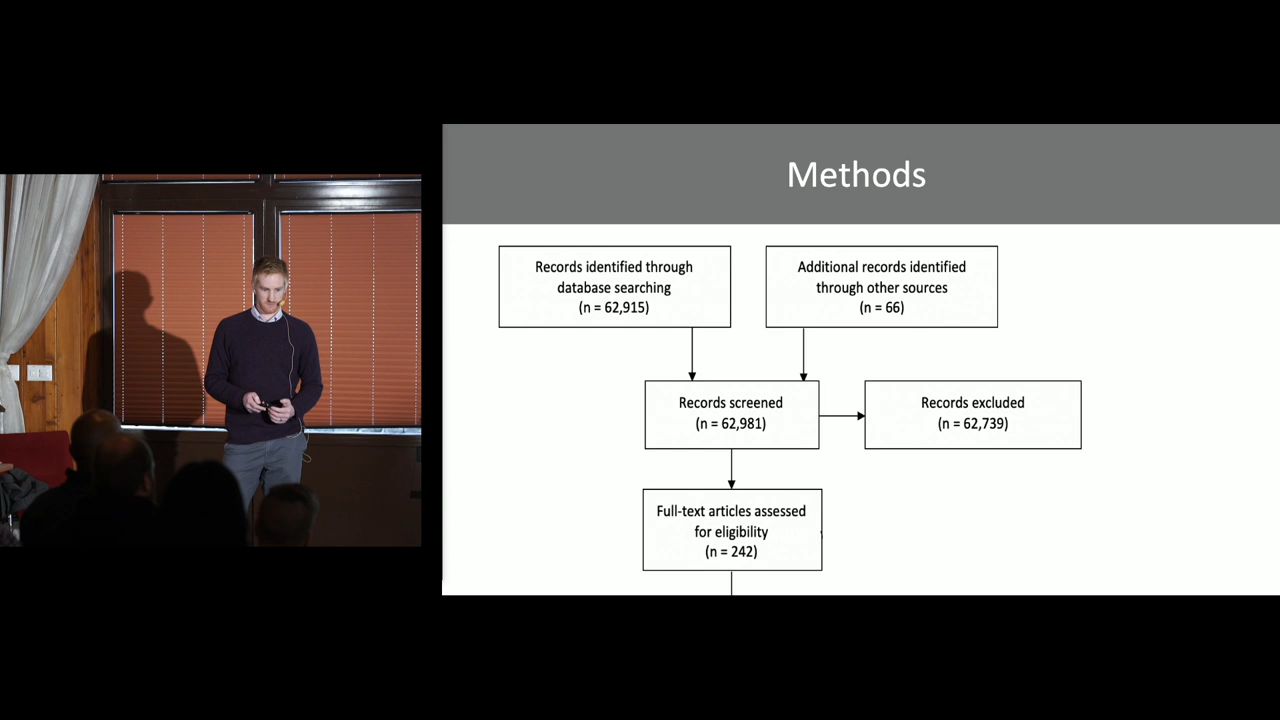 Methods
Records identified through
database searching
(n = 62,915)
Additional records identified
through other sources
(n = 66)
Records screened
(n = 62,981)
Records excluded
(n = 62,739)
Full-text articles assessed
for eligibility
(n = 242)